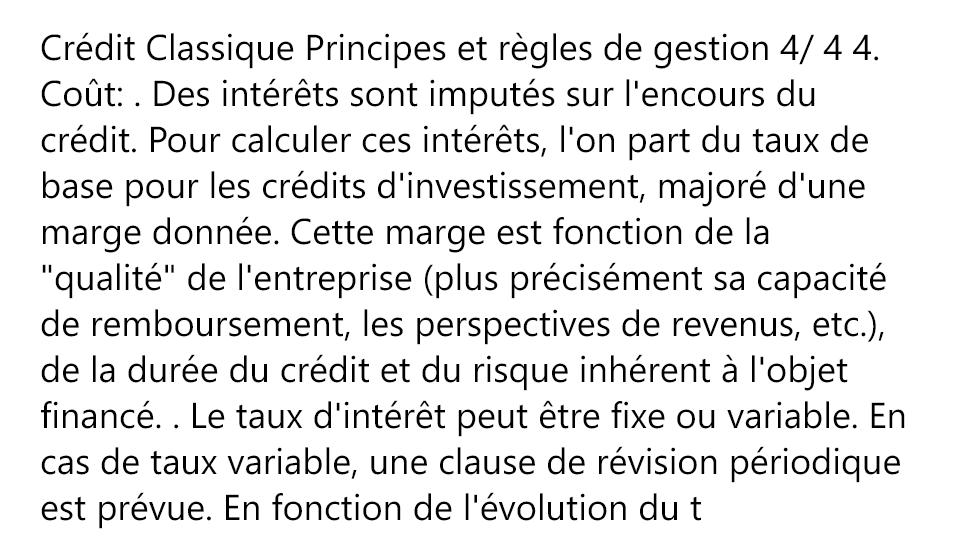 Crédit Classique Principes et règles de gestion 4/ 4 4.
Coût: . Des intérêts sont imputés sur l'encours du
crédit. Pour calculer ces intérêts, l'on part du taux de
base pour les crédits d'investissement, majoré d'une
marge donnée. Cette marge est fonction de la
"qualité" de l'entreprise (plus précisément sa capacité
de remboursement, les perspectives de revenus, etc.),
de la durée du crédit et du risque inhérent à l'objet
financé. . Le taux d'intérêt peut être fixe ou variable. En
cas de taux variable, une clause de révision périodique
est prévue. En fonction de l'évolution du t